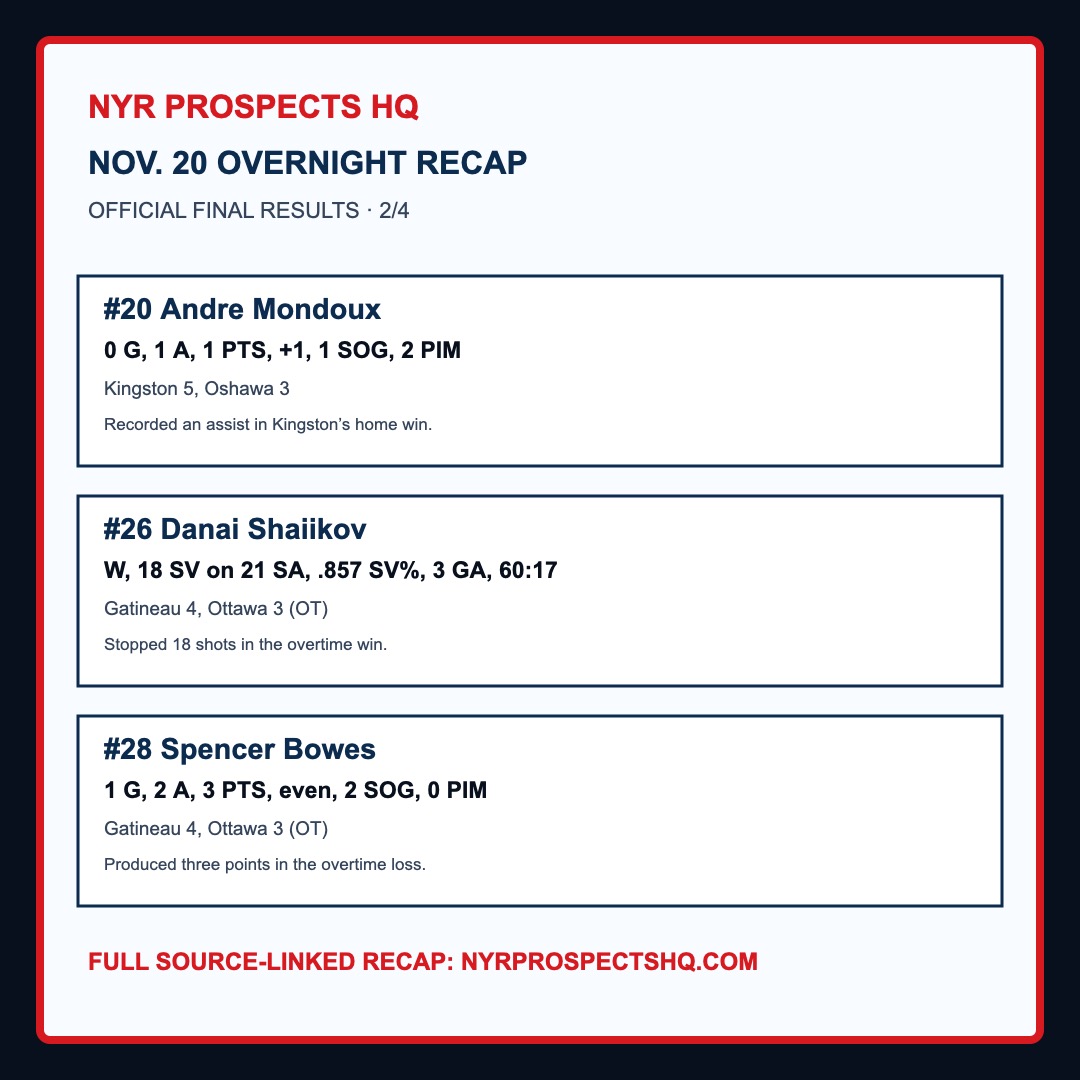 NYR PROSPECTS HQ
NOV. 20 OVERNIGHT RECAP
OFFICIAL FINAL RESULTS · 2/4
#20 Andre Mondoux
0 G, 1 A, 1 PTS, +1, 1 SOG, 2 PIM
Kingston 5, Oshawa 3
Recorded an assist in Kingston’s home win.
#26 Danai Shaiikov
W, 18 SV on 21 SA, .857 SV%, 3 GA, 60:17
Gatineau 4, Ottawa 3 (OT)
Stopped 18 shots in the overtime win.
#28 Spencer Bowes
1 G, 2 A, 3 PTS, even, 2 SOG, 0 PIM
Gatineau 4, Ottawa 3 (OT)
Produced three points in the overtime loss.
FULL SOURCE-LINKED RECAP: NYRPROSPECTSHQ.COM